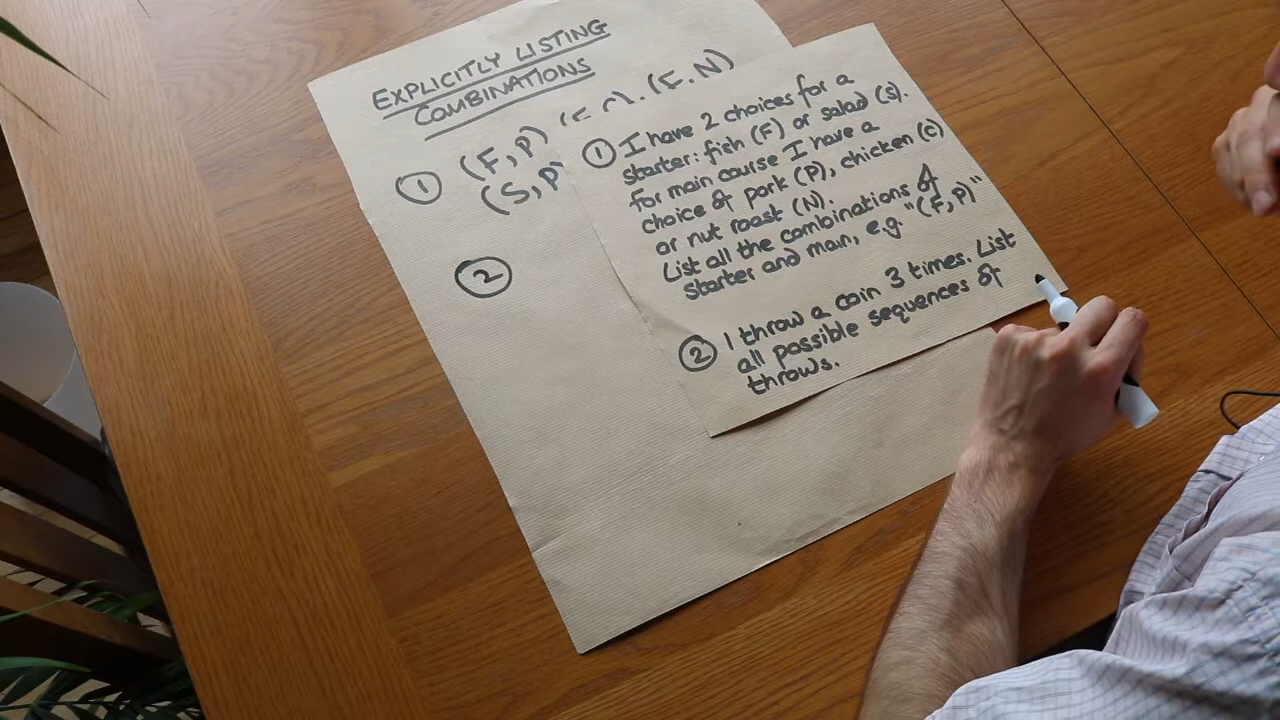 EXPLICITLY LISTING
COMBINATIONS
① (F,P) (F,N)
(S,P)
②
① I have 2 choices for a
starter: fish (F) or salad (S).
for main course I have a
choice of pork (P), chicken (C)
or nut roast (N).
List all the combinations of
starter and main, e.g. "(F,P)"
② I throw a coin 3 times. List
all possible sequences of
throws.